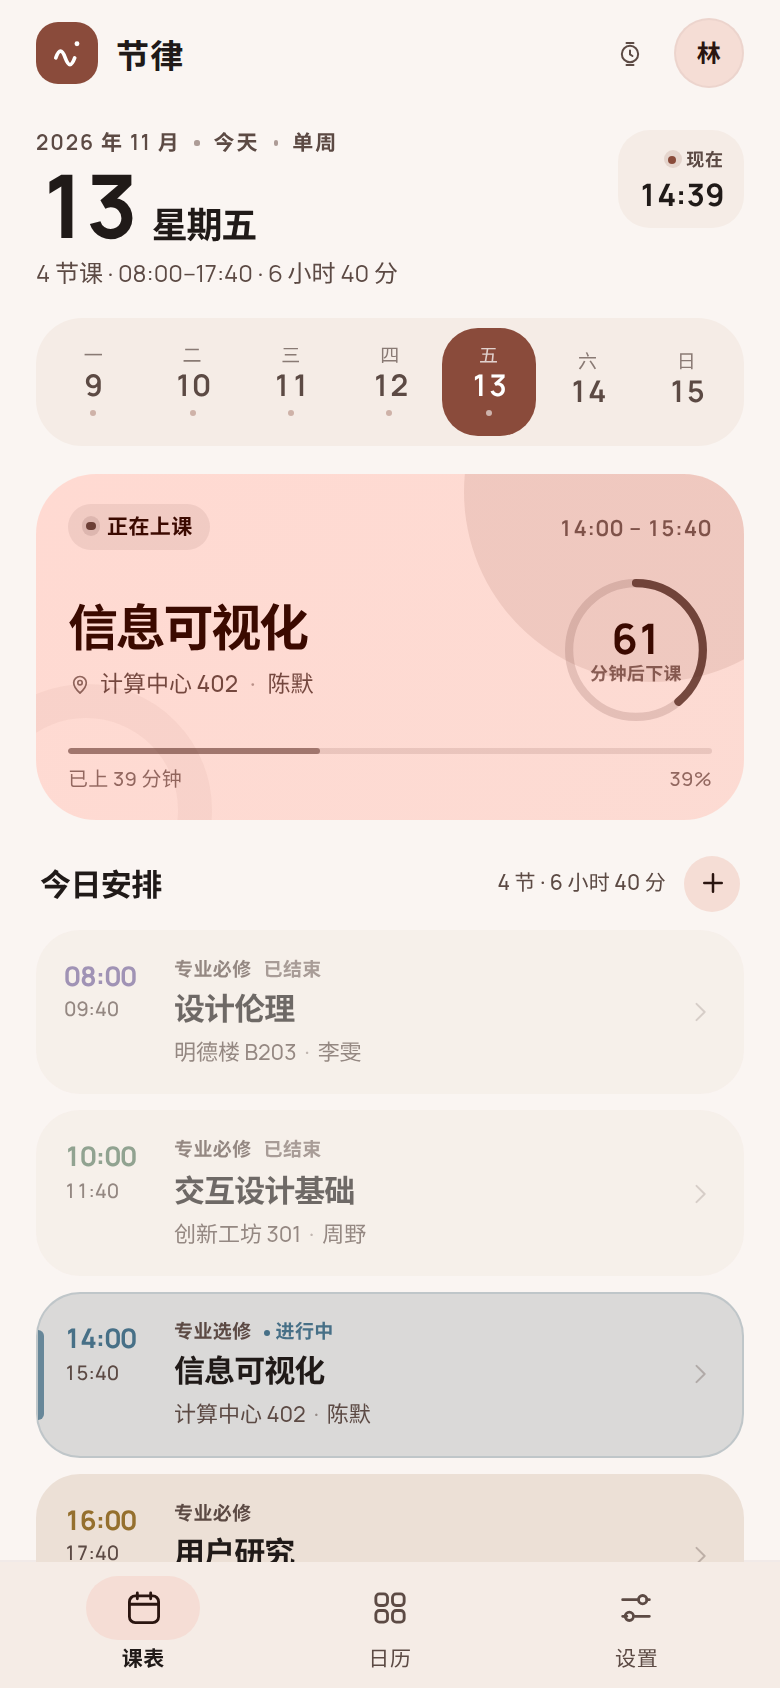 节律
林
2026 年 11 月 • 今天 • 单周
13 星期五
4 节课 · 08:00–17:40 · 6 小时 40 分
现在
14:39
一 二 三 四 五 六 日
9 10 11 12 13 14 15
正在上课
14:00 – 15:40
信息可视化
计算中心 402 · 陈默
61
分钟后下课
已上 39 分钟
39%
今日安排
4 节 · 6 小时 40 分
08:00
09:40
专业必修 已结束
设计伦理
明德楼 B203 · 李雯
10:00
11:40
专业必修 已结束
交互设计基础
创新工坊 301 · 周野
14:00
15:40
专业选修 • 进行中
信息可视化
计算中心 402 · 陈默
16:00
17:40
专业必修
用户研究
课表 日历 设置